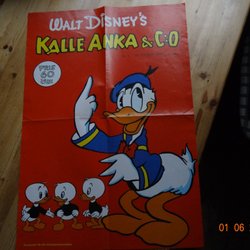 WALT DISNEY'S
KALLE ANKA & C:O
PRIS
60
ÖRE
01 06